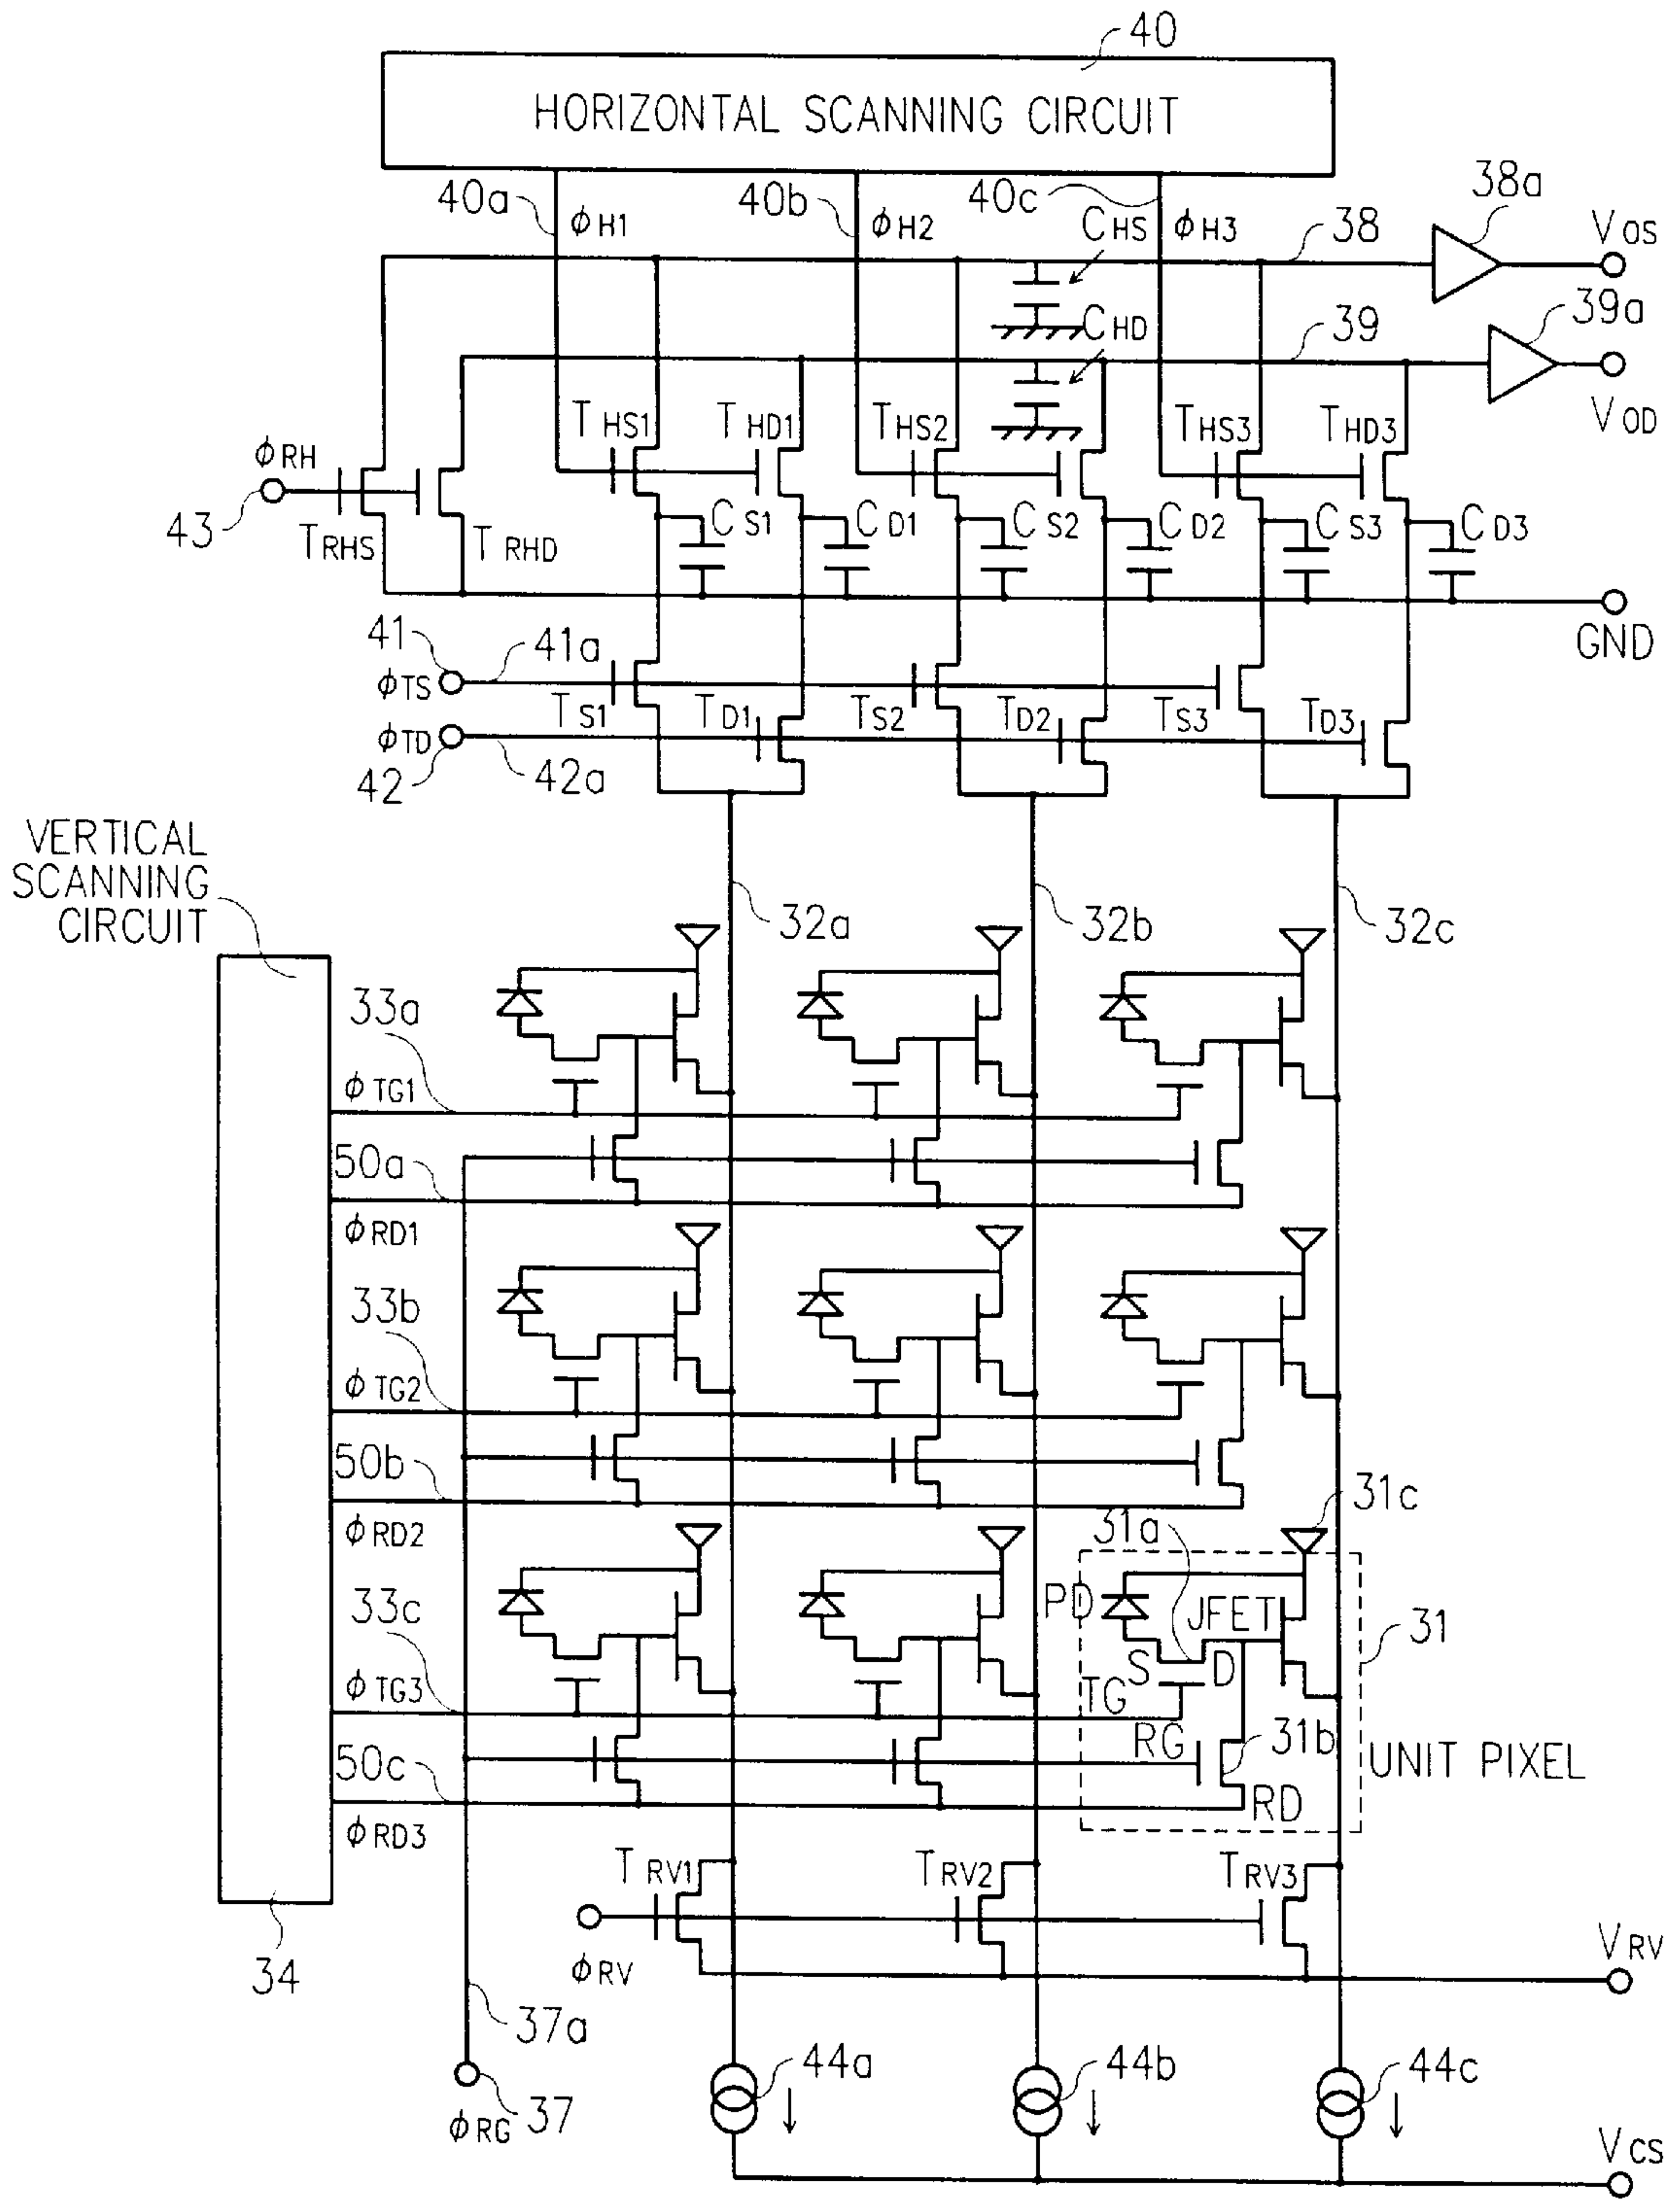 40
HORIZONTAL SCANNING CIRCUIT
40a
φH1
40b
φH2
40c
CHS
φH3
38
38a
VOS
CHD
39
39a
VOD
THS1
THD1
THS2
THS3
THD3
φRH
43
TRHS
TRHD
CS1
CD1
CS2
CD2
CS3
CD3
GND
41
41a
φTS
TS1
TD1
TS2
TD2
TS3
TD3
φTD
42
42a
VERTICAL
SCANNING
CIRCUIT
32a
32b
32c
33a
φTG1
50a
φRD1
33b
φTG2
50b
φRD2
31c
31a
PD
JFET
31
33c
S
D
TG
φTG3
RG
31b
UNIT PIXEL
50c
RD
φRD3
TRV1
TRV2
TRV3
34
φRV
VRV
37a
44a
44b
44c
37
φRG
VCS